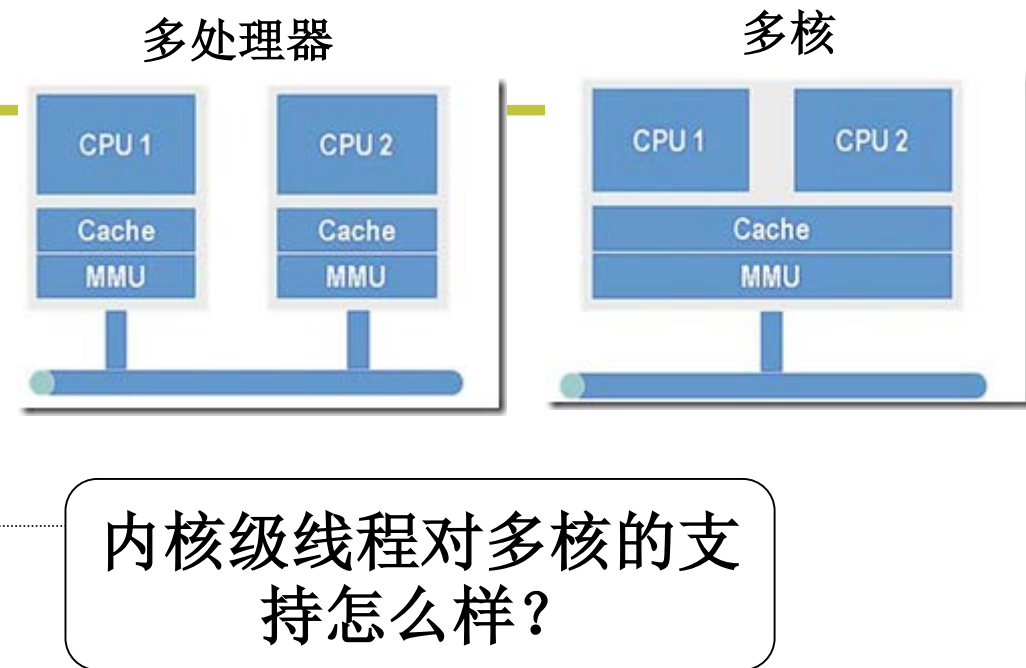 多处理器
多核
CPU 1
CPU 2
Cache
Cache
MMU
MMU
CPU 1
CPU 2
Cache
MMU
内核级线程对多核的支
持怎么样？